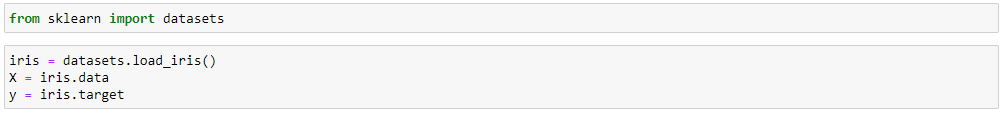 from sklearn import datasets
iris = datasets.load_iris()
X = iris.data
y = iris.target